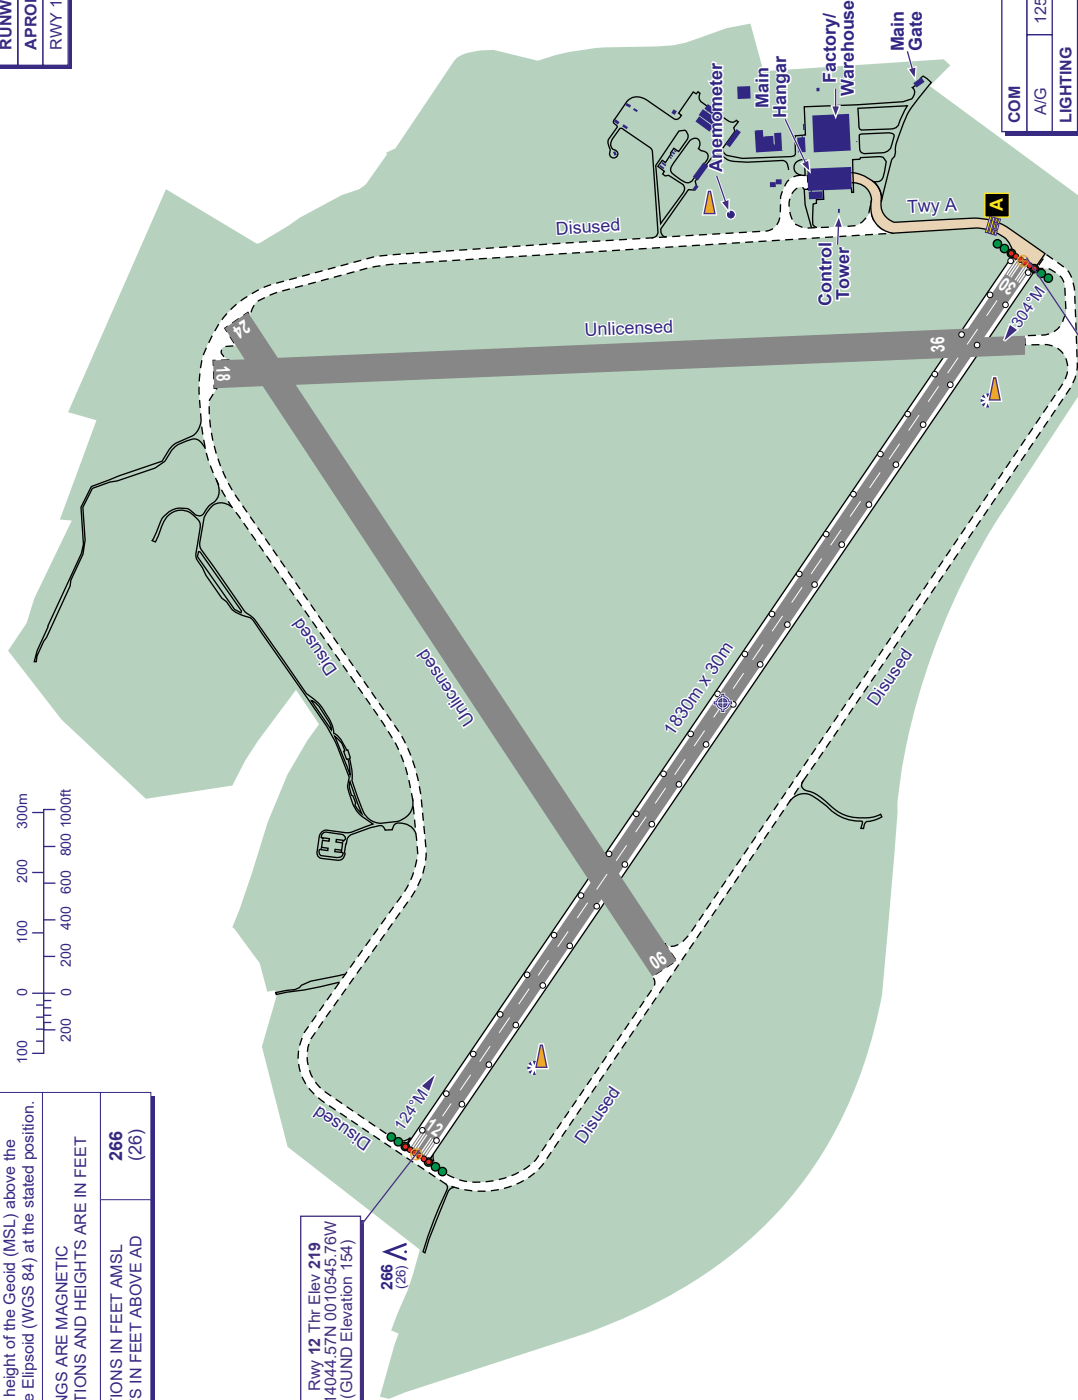 RUNW
APRO
RWY 1
COM
A/G 125
LIGHTING
Main
Gate
Factory/
Warehouse
Main
Hangar
Anemometer
Control
Tower
Twy A
A
Disused
Unlicensed
24
18
36
30
304°M
Disused
Unlicensed
1830m x 30m
Disused
06
12
124°M
Disused
Disused
100 0 100 200 300m
200 0 200 400 600 800 1000ft
height of the Geoid (MSL) above the
e Elipsoid (WGS 84) at the stated position.
NGS ARE MAGNETIC
TIONS AND HEIGHTS ARE IN FEET
TIONS IN FEET AMSL 266
S IN FEET ABOVE AD (26)
Rwy 12 Thr Elev 219
14044.57N 0010545.76W
(GUND Elevation 154)
266
(26)